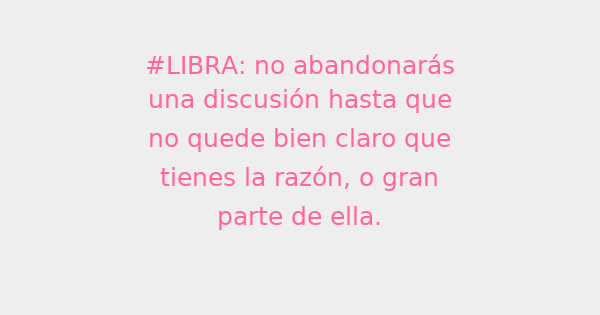 #LIBRA: no abandonarás
una discusión hasta que
no quede bien claro que
tienes la razón, o gran
parte de ella.